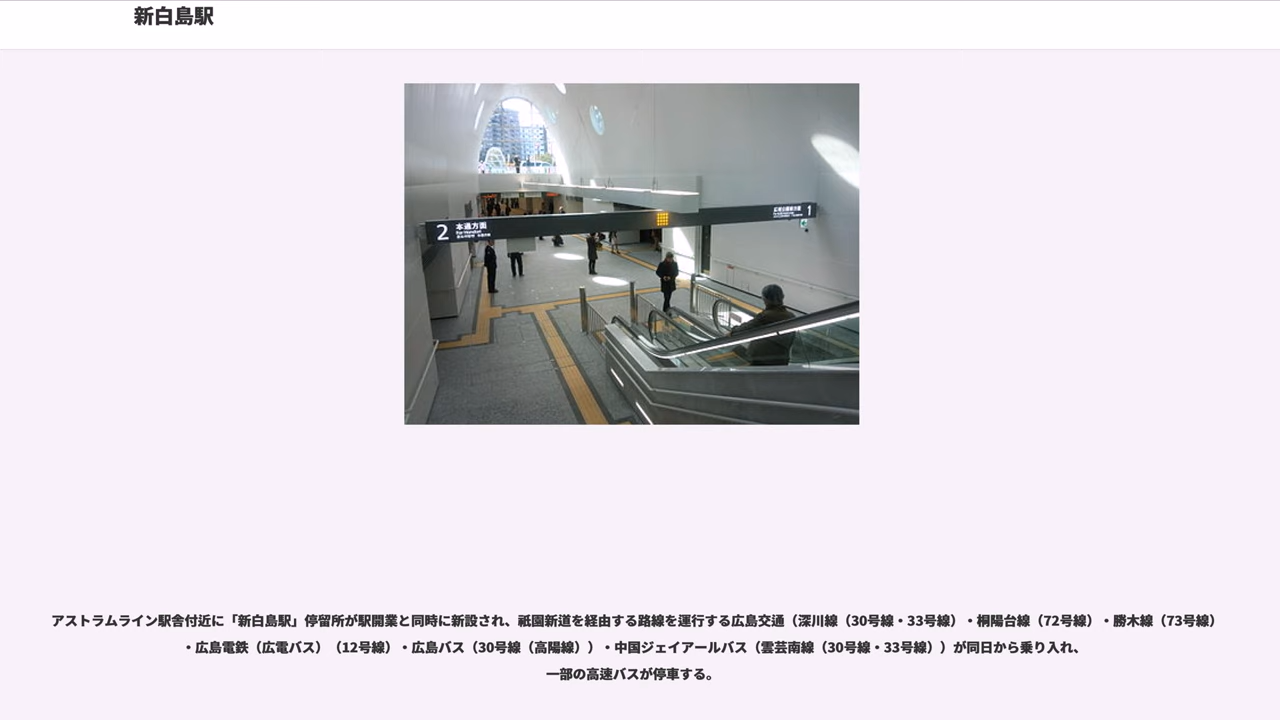 新白島駅
2 本通方面
For Hondori
1
アストラムライン駅舎付近に「新白島駅」停留所が駅開業と同時に新設され、祇園新道を経由する路線を運行する広島交通（深川線（30号線・33号線）・桐陽台線（72号線）・勝木線（73号線）
・広島電鉄（広電バス）（12号線）・広島バス（30号線（高陽線））・中国ジェイアールバス（雲芸南線（30号線・33号線））が同日から乗り入れ、
一部の高速バスが停車する。